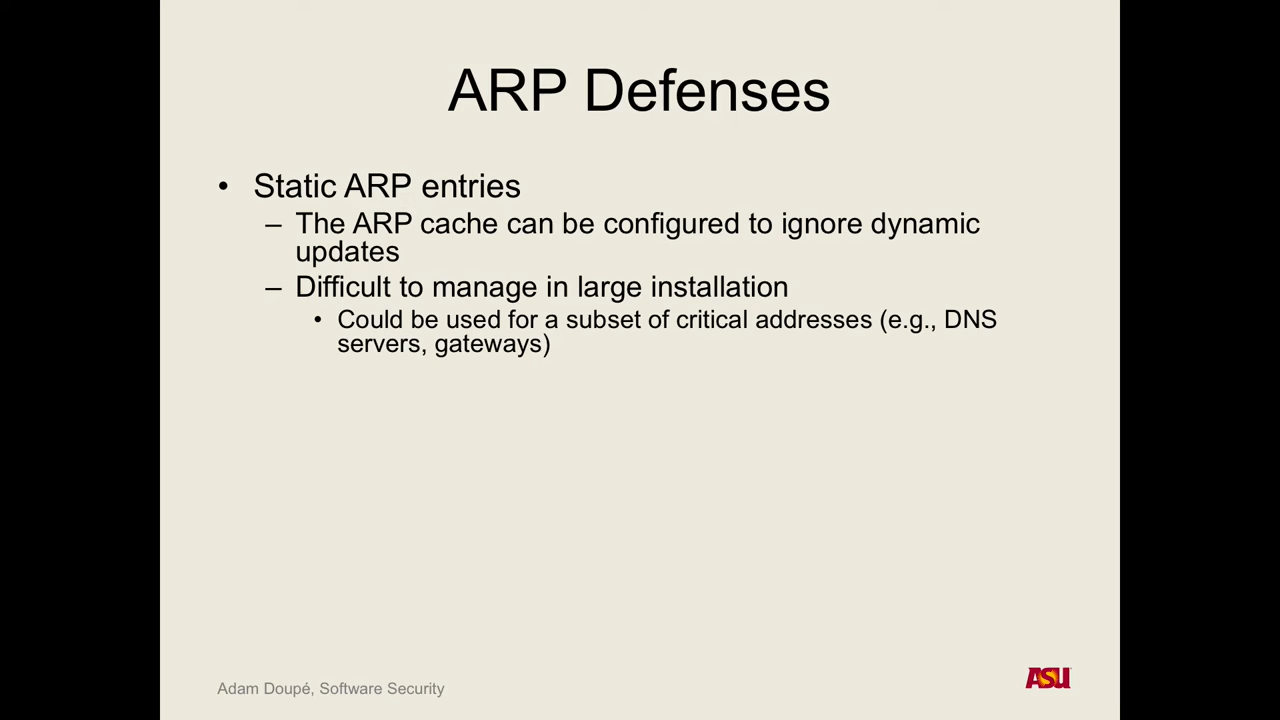 ARP Defenses
• Static ARP entries
– The ARP cache can be configured to ignore dynamic
updates
– Difficult to manage in large installation
• Could be used for a subset of critical addresses (e.g., DNS
servers, gateways)
Adam Doupé, Software Security
ASU